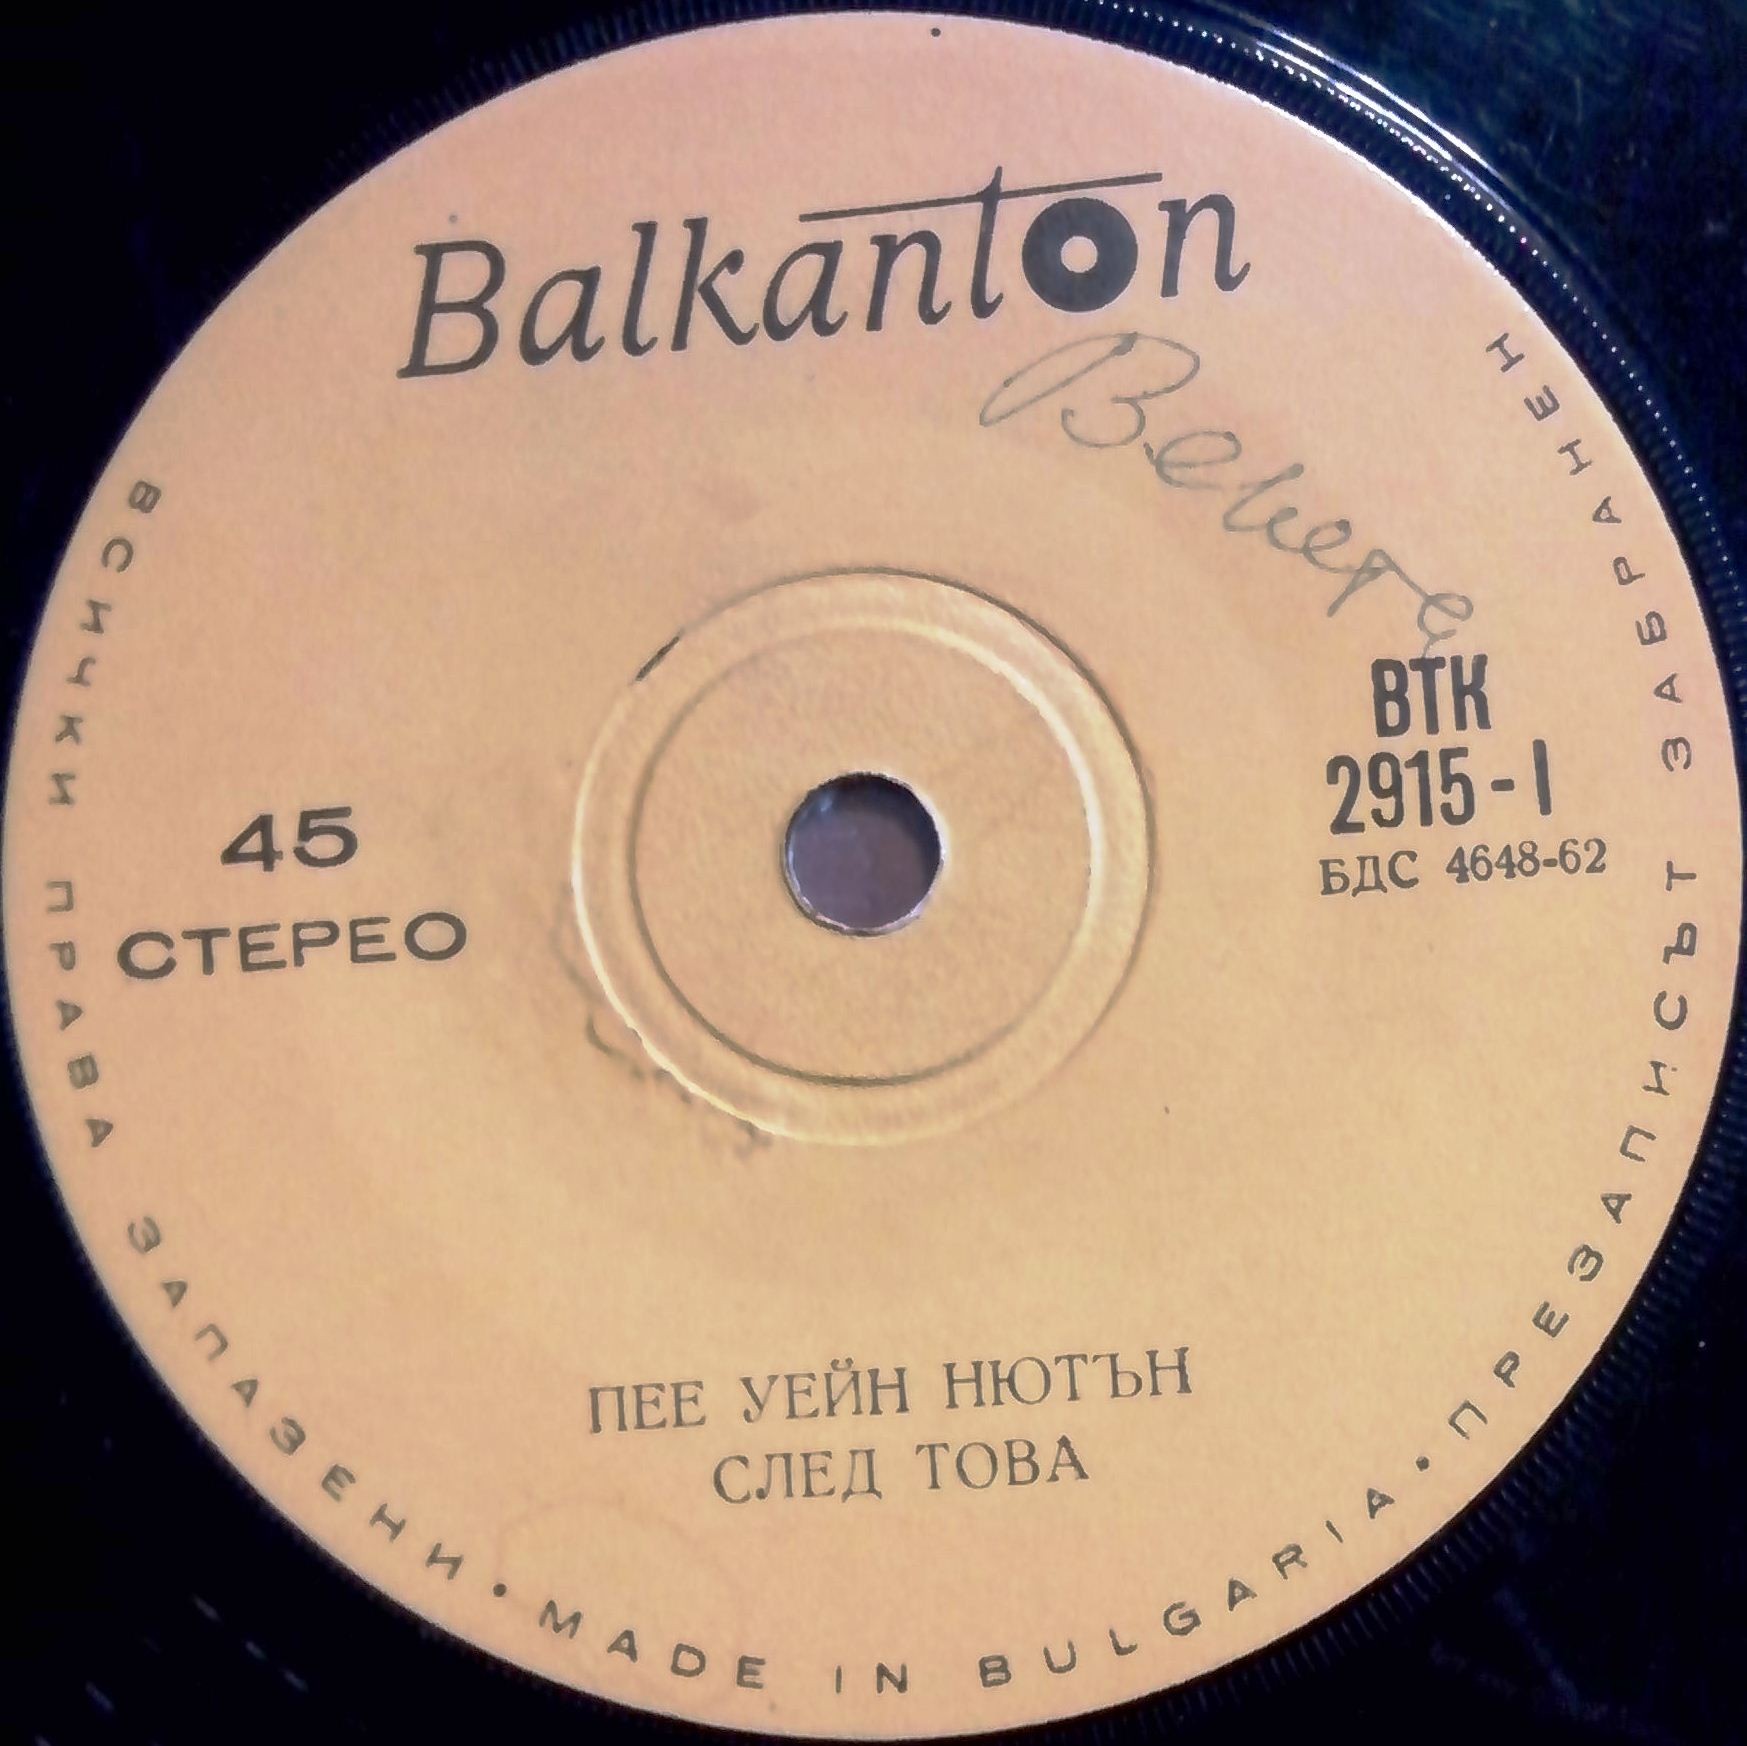 Balkanton
ВТК
2915-I
БДС 4648-62
45
СТЕРЕО
ПЕЕ УЕЙН НЮТЪН
СЛЕД ТОВА
ВСИЧКИ ПРАВА ЗАПАЗЕНИ • MADE IN BULGARIA • ПРЕЗАПИСЪТ ЗАБРАНЕН